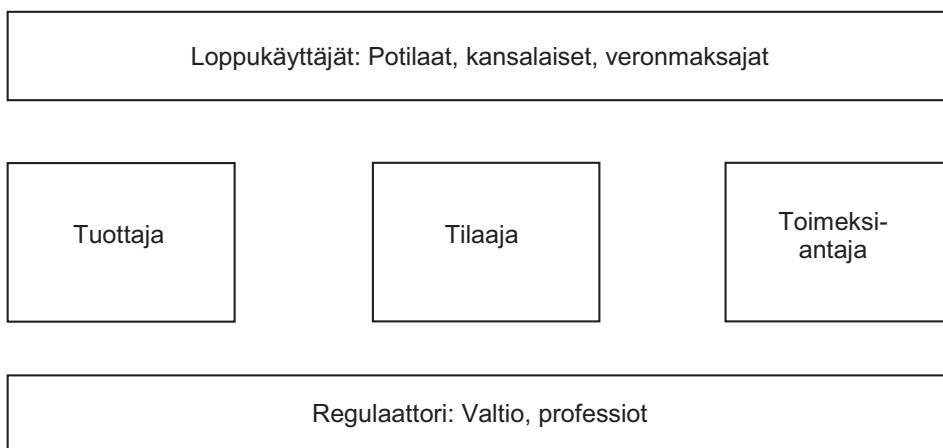 Loppukäyttäjät: Potilaat, kansalaiset, veronmaksajat
Tuottaja
Tilaaja
Toimeksi-
antaja
Regulaattori: Valtio, professiot